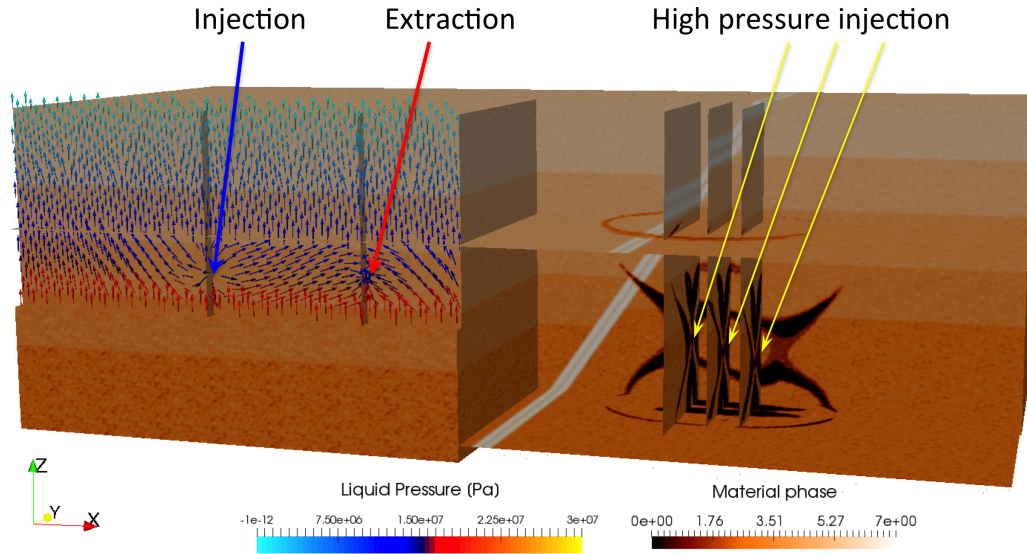 Injection Extraction High pressure injection
Z
Y
X
Liquid Pressure (Pa) Material phase
-1e-12 7.50e+06 1.50e+07 2.25e+07 3e+07 0e+00 1.76 3.51 5.27 7e+00